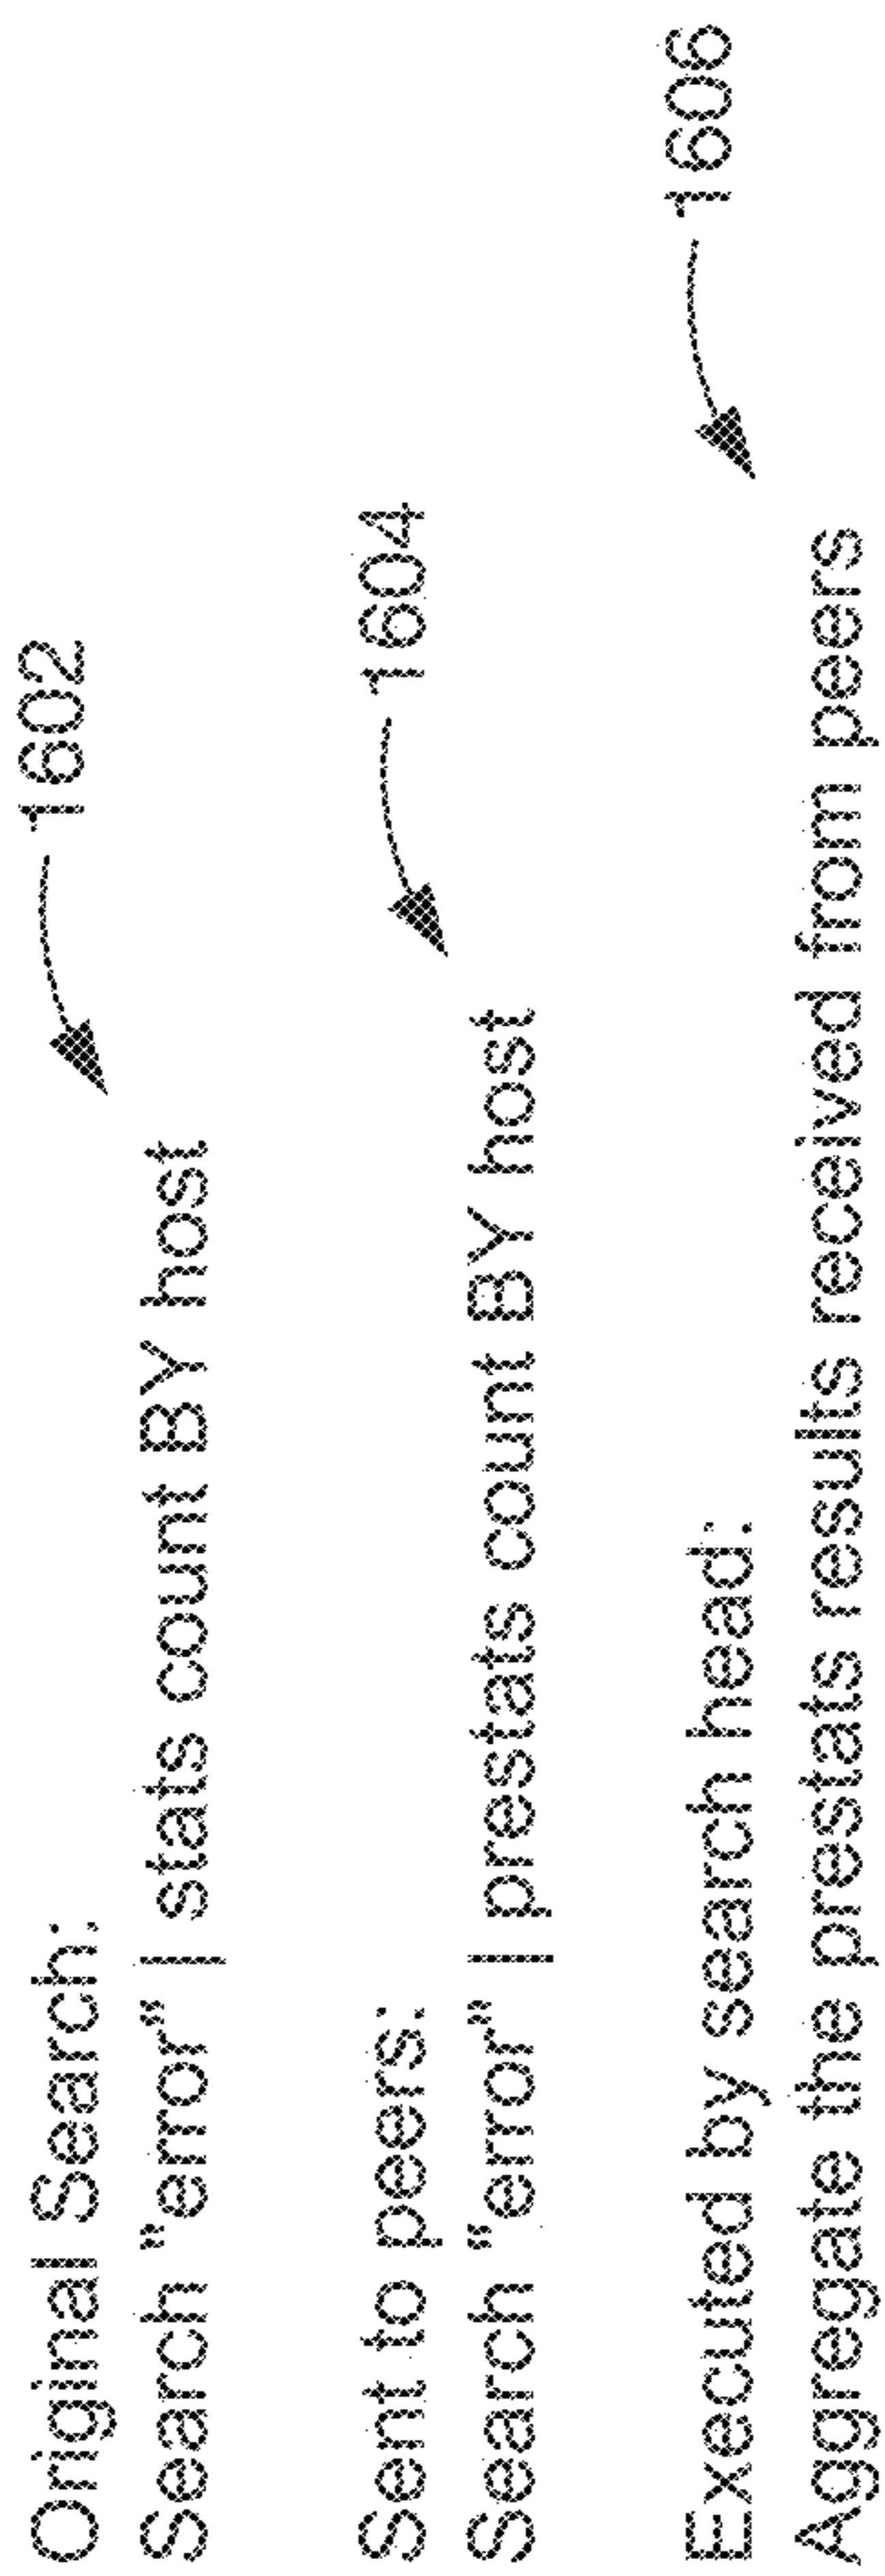 Original Search: 1602
Search "error" | stats count BY host
Sent to peers: 1604
Search "error" | prestats count BY host
Executed by search head: 1606
Aggregate the prestats results received from peers